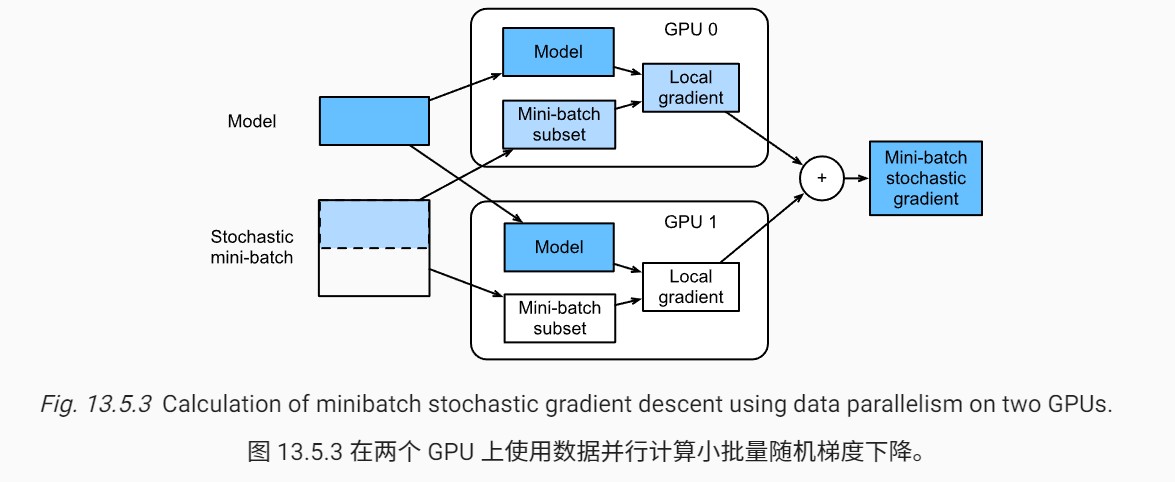 GPU 0
Model
Local
gradient
Mini-batch
subset
Model
Mini-batch
stochastic
gradient
+
GPU 1
Stochastic
mini-batch
Model
Local
gradient
Mini-batch
subset
Fig. 13.5.3 Calculation of minibatch stochastic gradient descent using data parallelism on two GPUs.
图 13.5.3 在两个 GPU 上使用数据并行计算小批量随机梯度下降。